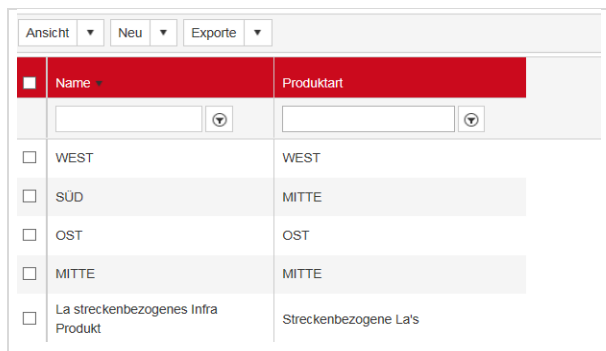 Ansicht Neu Exporte
Name Produktart
WEST WEST
SÜD MITTE
OST OST
MITTE MITTE
La streckenbezogenes Infra
Produkt Streckenbezogene La's